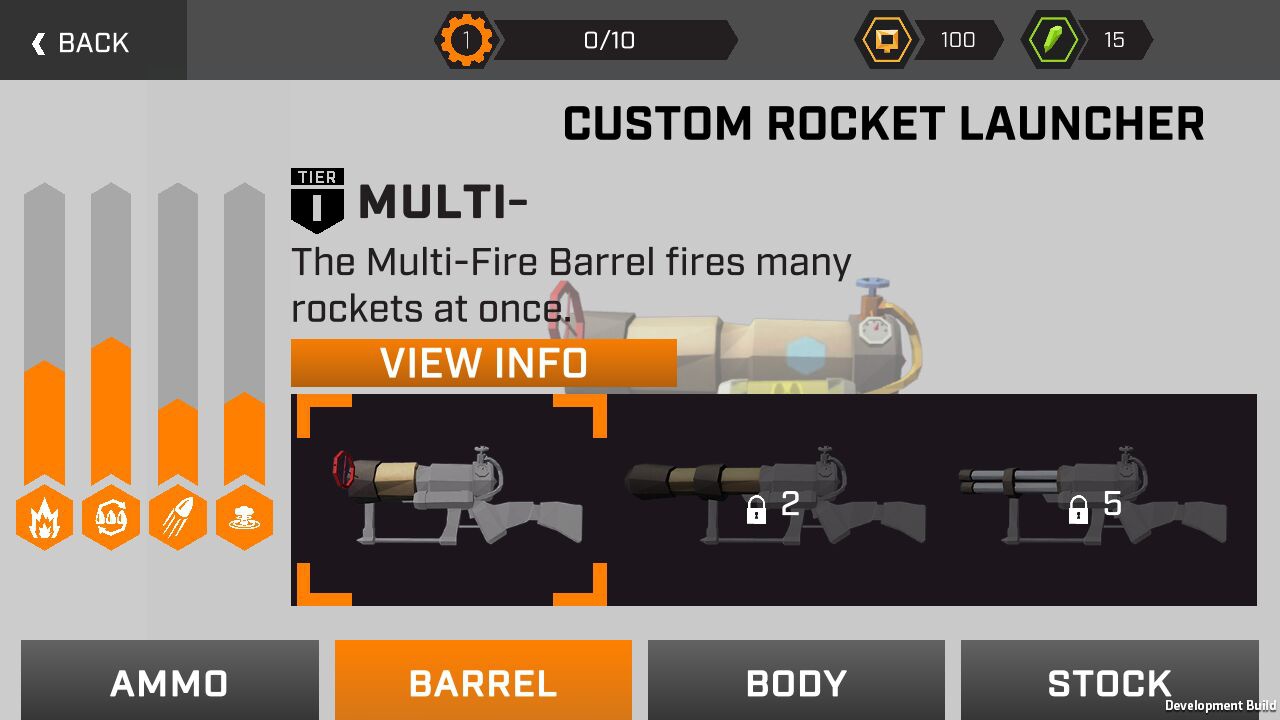 BACK
1
0/10
100
15
CUSTOM ROCKET LAUNCHER
TIER
I
MULTI-
The Multi-Fire Barrel fires many
rockets at once.
VIEW INFO
2
5
AMMO
BARREL
BODY
STOCK
Development Build